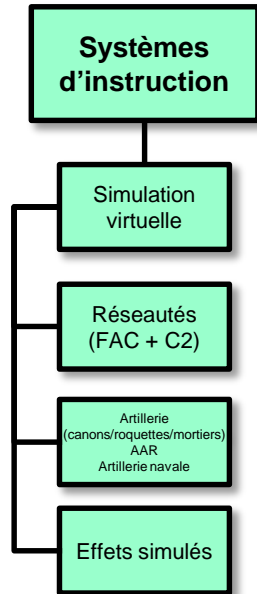 Systèmes
d’instruction
Simulation
virtuelle
Réseautés
(FAC + C2)
Artillerie
(canons/roquettes/mortiers)
AAR
Artillerie navale
Effets simulés